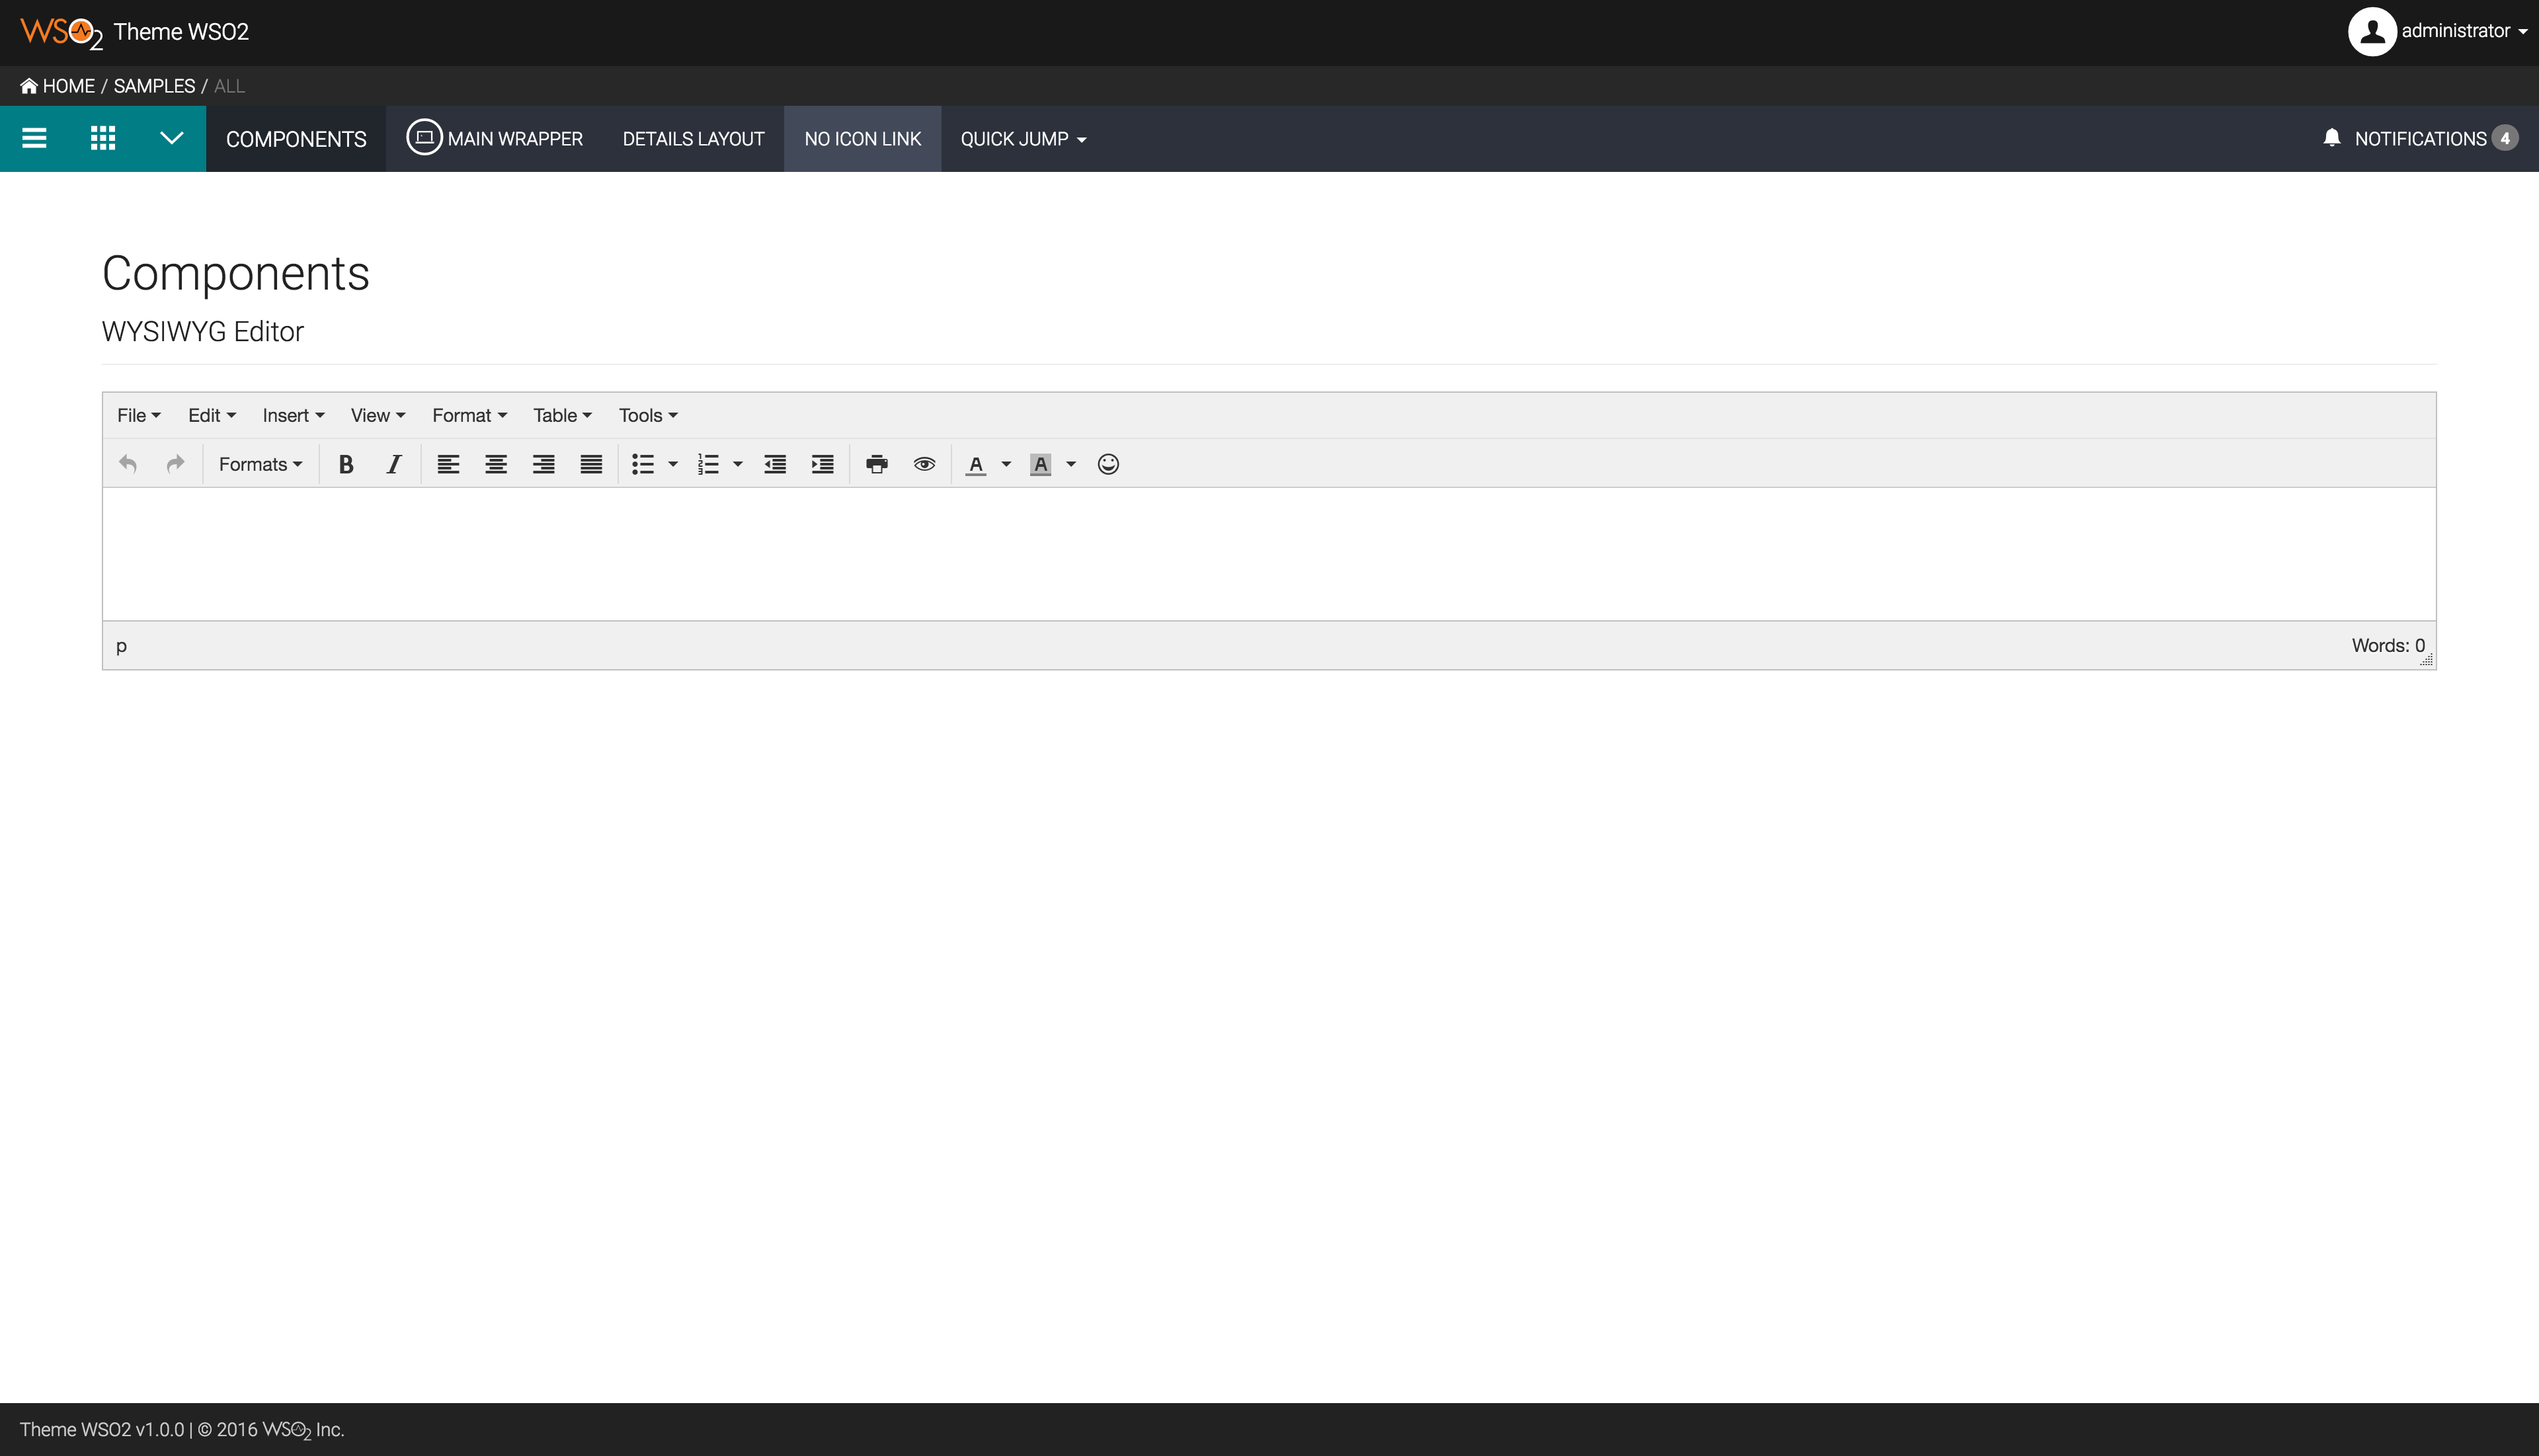 WSO2 Theme WSO2
administrator
HOME / SAMPLES / ALL
COMPONENTS MAIN WRAPPER DETAILS LAYOUT NO ICON LINK QUICK JUMP NOTIFICATIONS 4
Components
WYSIWYG Editor
File Edit Insert View Format Table Tools
Formats B I A A
p
Words: 0
Theme WSO2 v1.0.0 | © 2016 WSO2 Inc.